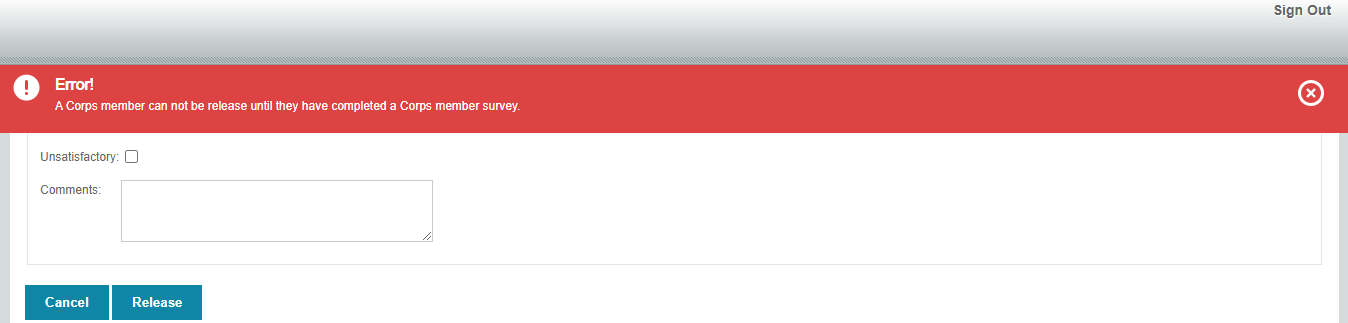 Sign Out
Error!
A Corps member can not be release until they have completed a Corps member survey.
Unsatisfactory:
Comments:
Cancel Release